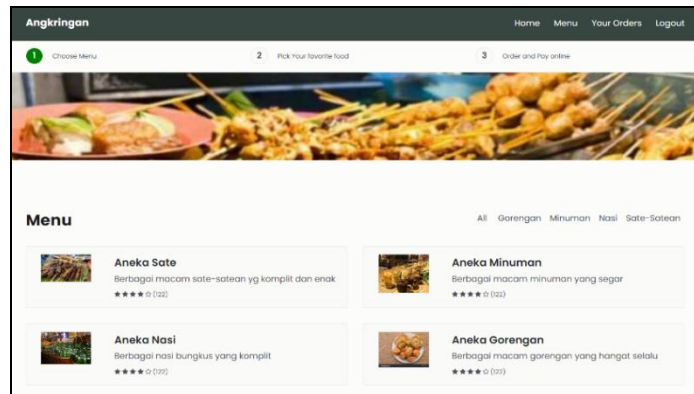 Angkringan
Home Menu Your Orders Logout
1 Choose Menu
2 Pick Your favorite food
3 Order and Pay online
Menu
All Gorengan Minuman Nasi Sate-Satean
Aneka Sate
Berbagai macam sate-satean yg komplit dan enak
★★★★☆ (122)
Aneka Minuman
Berbagai macam minuman yang segar
★★★★☆ (122)
Aneka Nasi
Berbagai nasi bungkus yang komplit
★★★★☆ (122)
Aneka Gorengan
Berbagai macam gorengan yang hangat selalu
★★★★☆ (122)